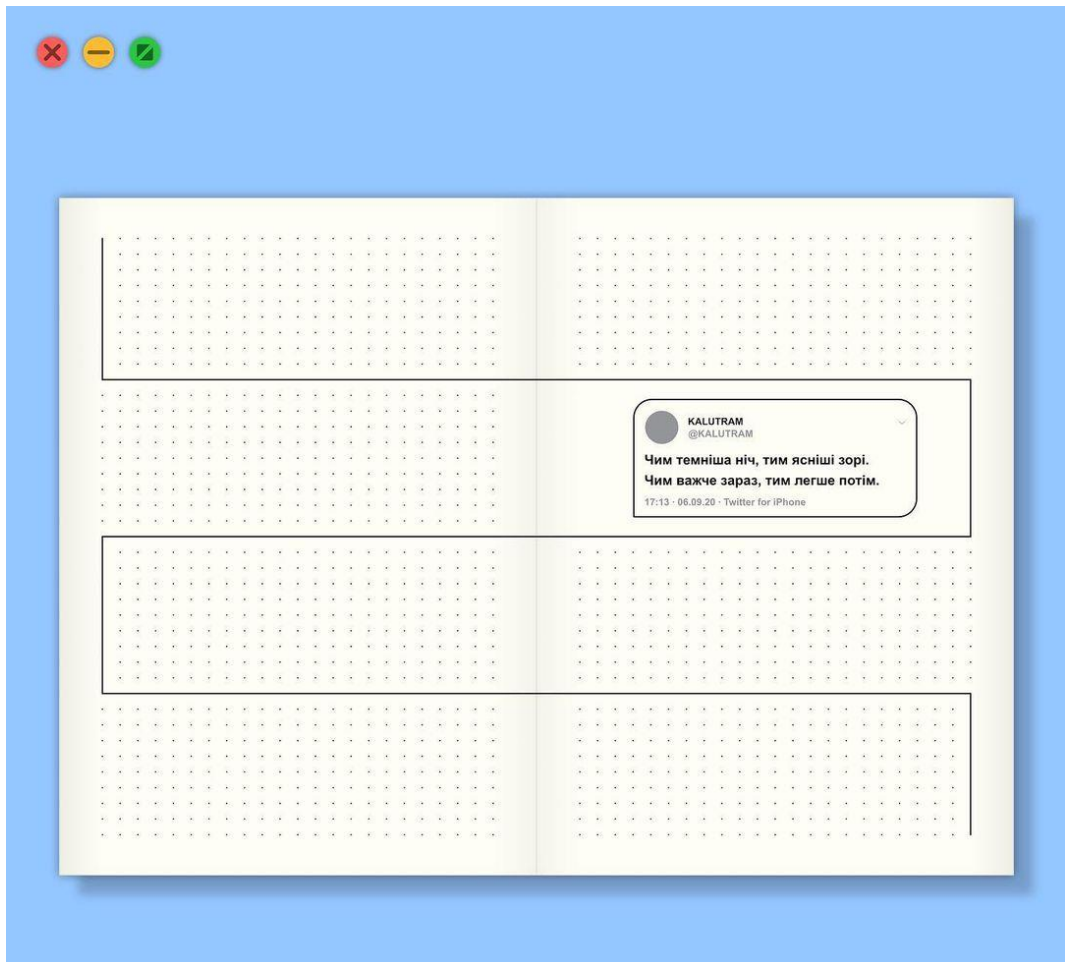 KALUTRAM
@KALUTRAM
Чим темніша ніч, тим ясніші зорі.
Чим важче зараз, тим легше потім.
17:13 · 06.09.20 · Twitter for iPhone